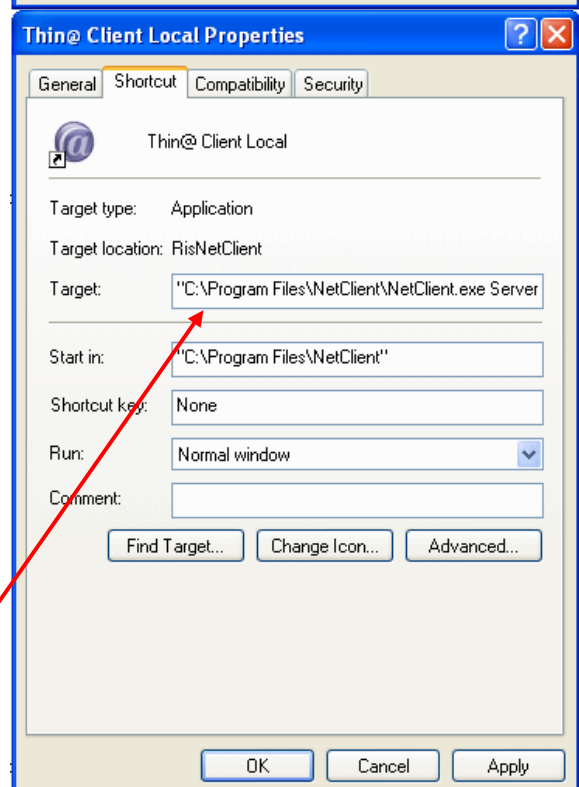 Thin@ Client Local Properties
General Shortcut Compatibility Security
Thin@ Client Local
Target type: Application
Target location: RisNetClient
Target: "C:\Program Files\NetClient\NetClient.exe Server
Start in: "C:\Program Files\NetClient"
Shortcut key: None
Run: Normal window
Comment:
Find Target... Change Icon... Advanced...
OK Cancel Apply